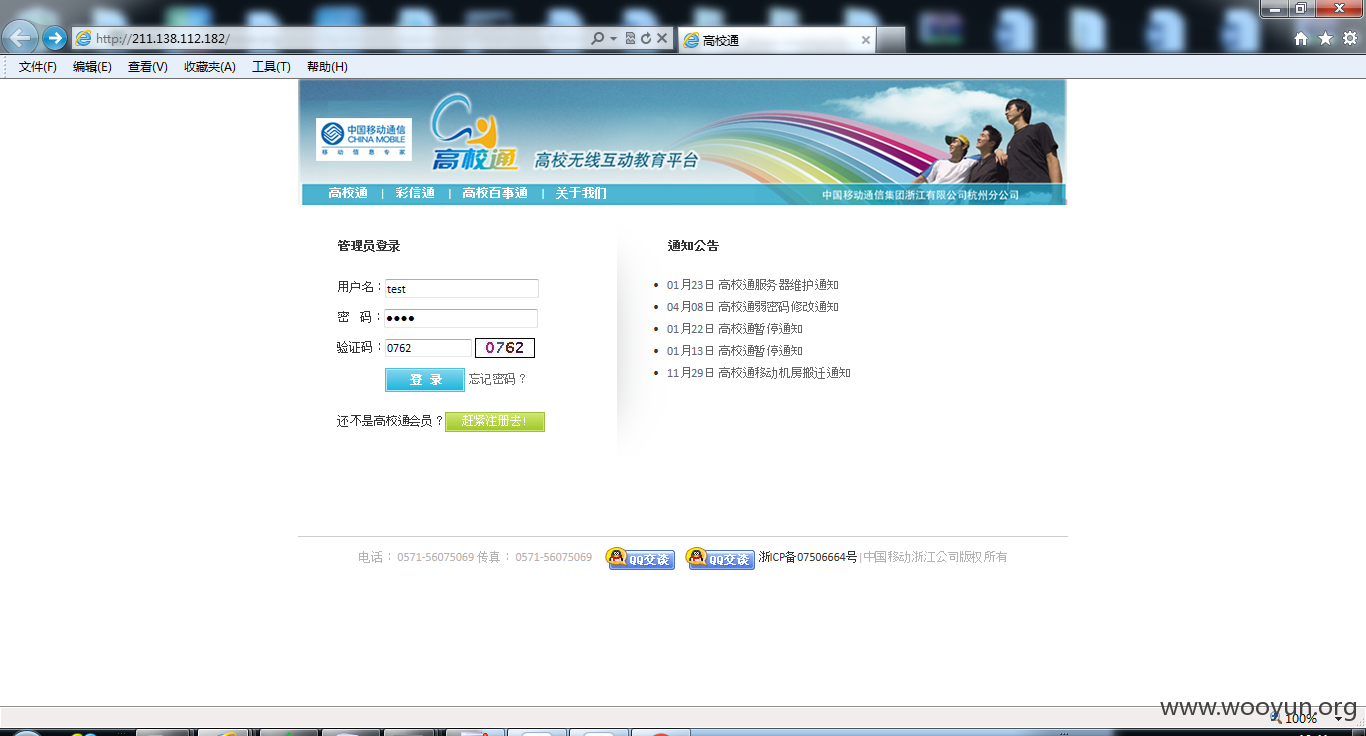 http://211.138.112.182/
高校通
文件(F) 编辑(E) 查看(V) 收藏夹(A) 工具(T) 帮助(H)
中国移动通信
CHINA MOBILE
移动信息专家
高校通
高校无线互动教育平台
高校通 | 彩信通 | 高校百事通 | 关于我们
中国移动通信集团浙江有限公司杭州分公司
管理员登录
用户名：test
密 码：●●●●
验证码：0762 0762
登 录 忘记密码？
还不是高校通会员？ 赶紧注册去!
通知公告
01月23日 高校通服务器维护通知
04月08日 高校通弱密码修改通知
01月22日 高校通暂停通知
01月13日 高校通暂停通知
11月29日 高校通移动机房搬迁通知
电话：0571-56075069 传真：0571-56075069 QQ交谈 QQ交谈 浙ICP备07506664号 | 中国移动浙江公司版权所有
www.wooyun.org
100%